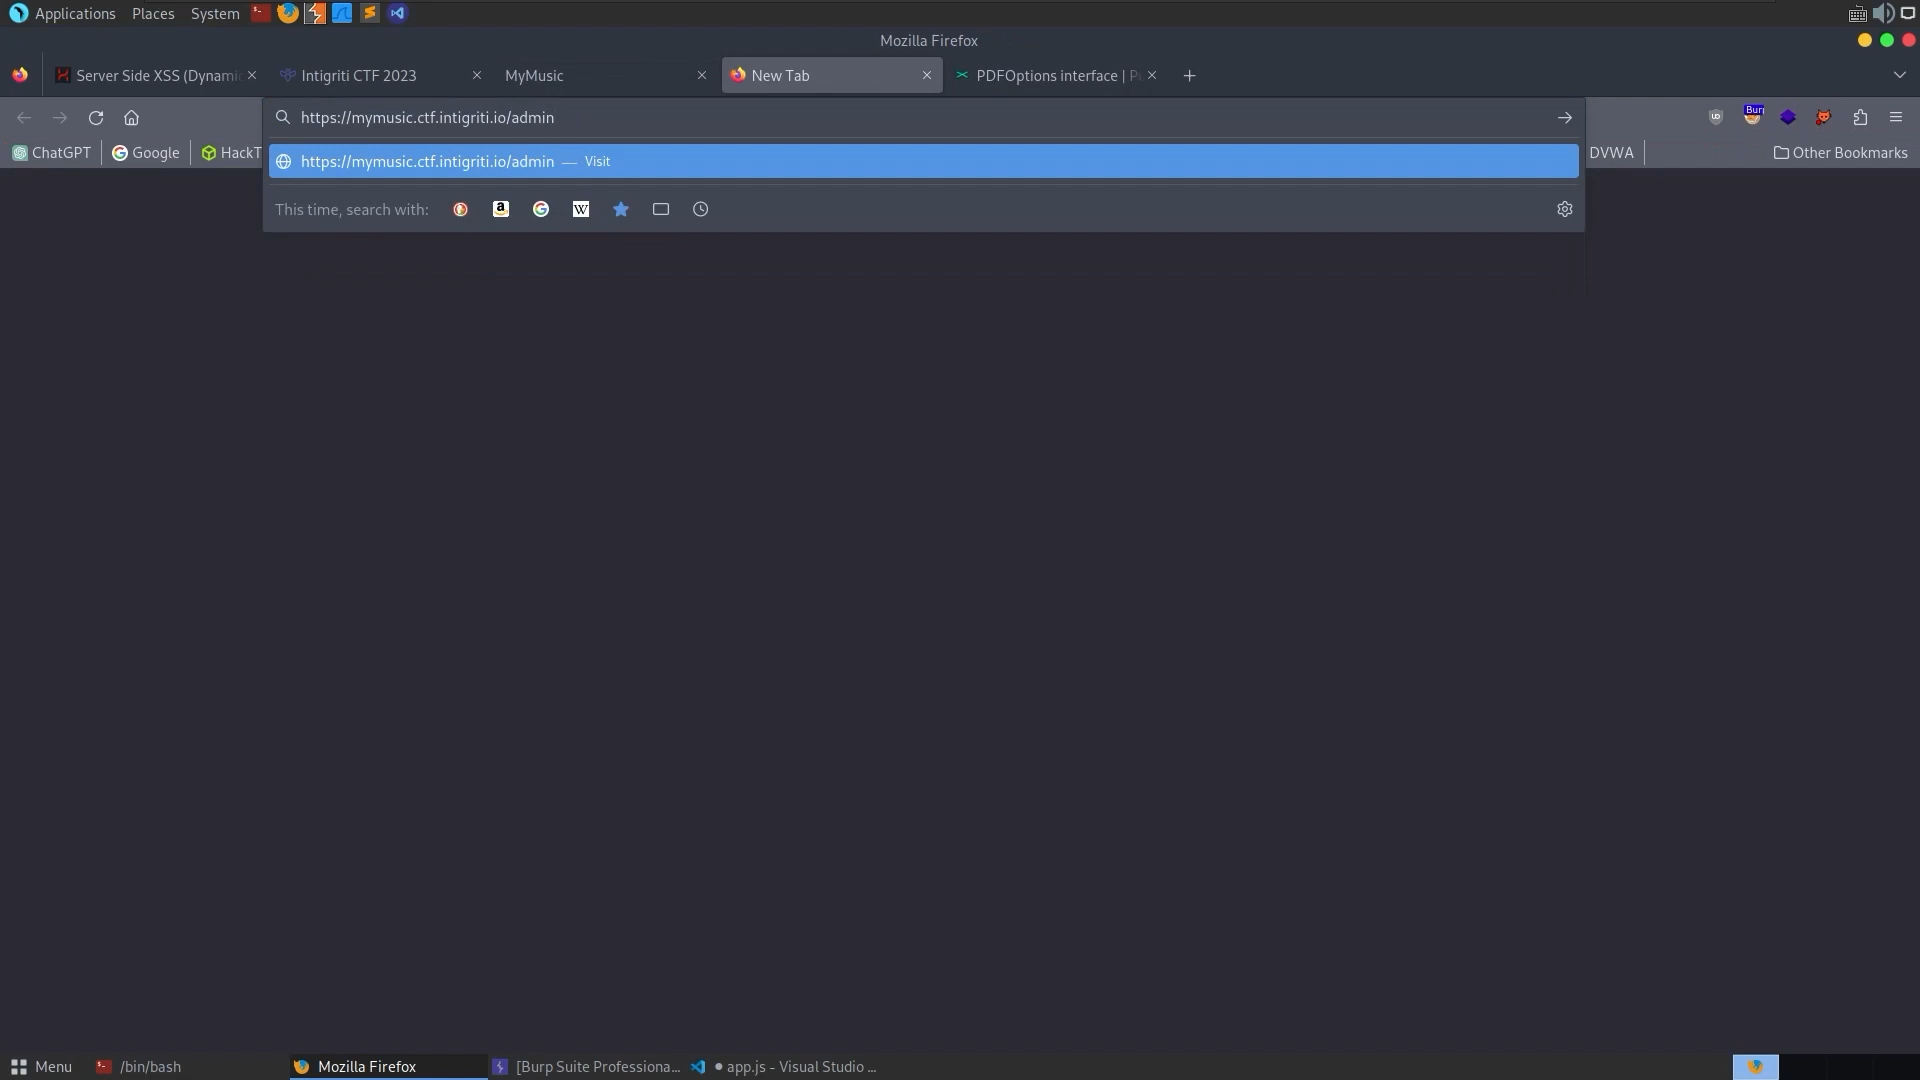 Applications Places System
Mozilla Firefox
Server Side XSS (Dynami
Intigriti CTF 2023
MyMusic
New Tab
PDFOptions interface | Pu
https://mymusic.ctf.intigriti.io/admin
ChatGPT
Google
HackT
https://mymusic.ctf.intigriti.io/admin — Visit
DVWA
Other Bookmarks
This time, search with:
Menu
/bin/bash
Mozilla Firefox
[Burp Suite Professiona...
● app.js - Visual Studio ...